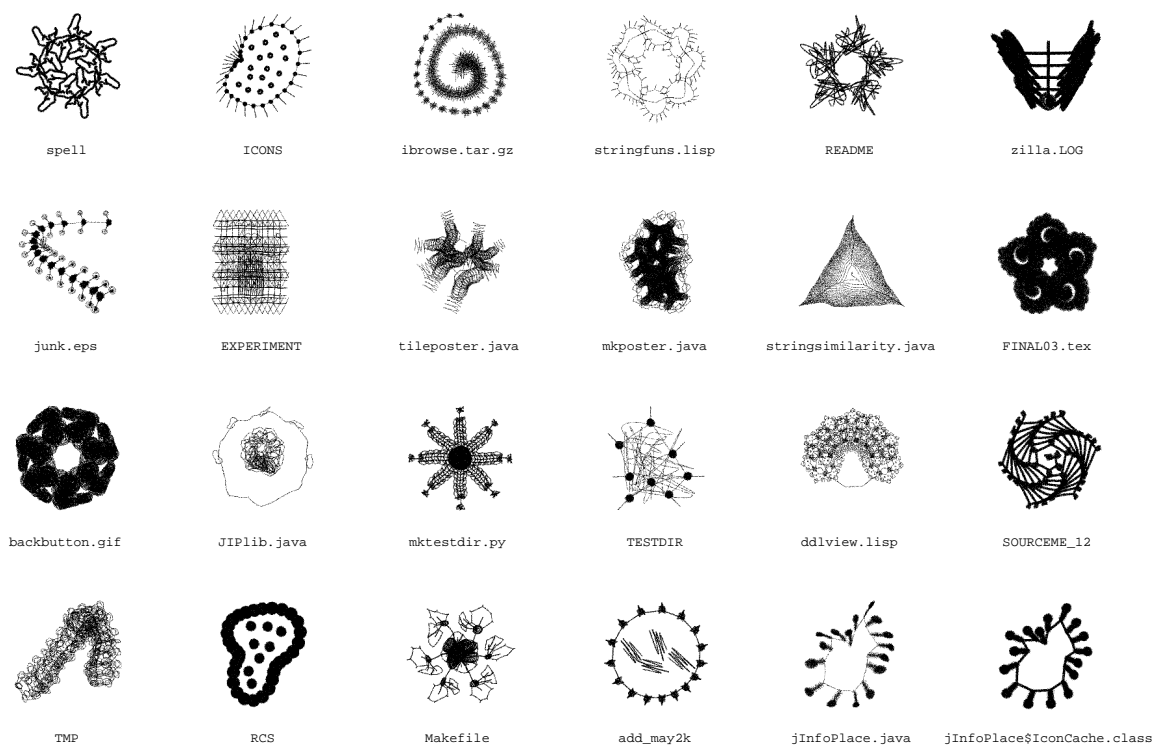 spell ICONS ibrowse.tar.gz stringfuns.lisp README zilla.LOG
junk.eps EXPERIMENT tileposter.java mkposter.java stringsimilarity.java FINAL03.tex
backbutton.gif JIPlib.java mktestdir.py TESTDIR ddlview.lisp SOURCEME_l2
TMP RCS Makefile add_may2k jInfoPlace.java jInfoPlace$IconCache.class